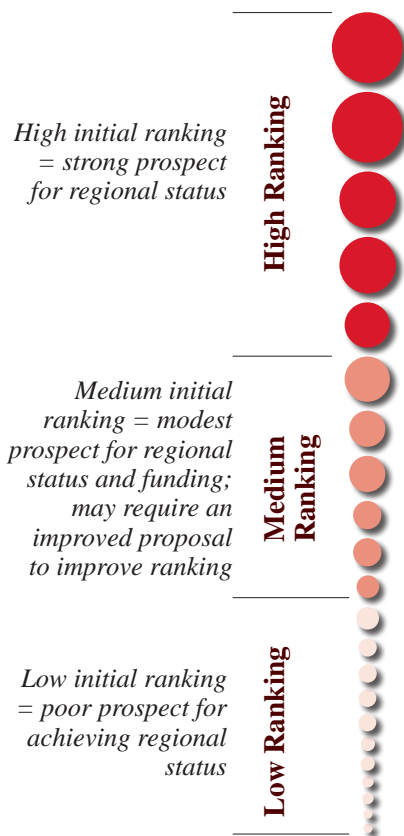 High initial ranking
= strong prospect
for regional status
High Ranking
Medium initial
ranking = modest
prospect for regional
status and funding;
may require an
improved proposal
to improve ranking
Medium
Ranking
Low initial ranking
= poor prospect for
achieving regional
status
Low Ranking